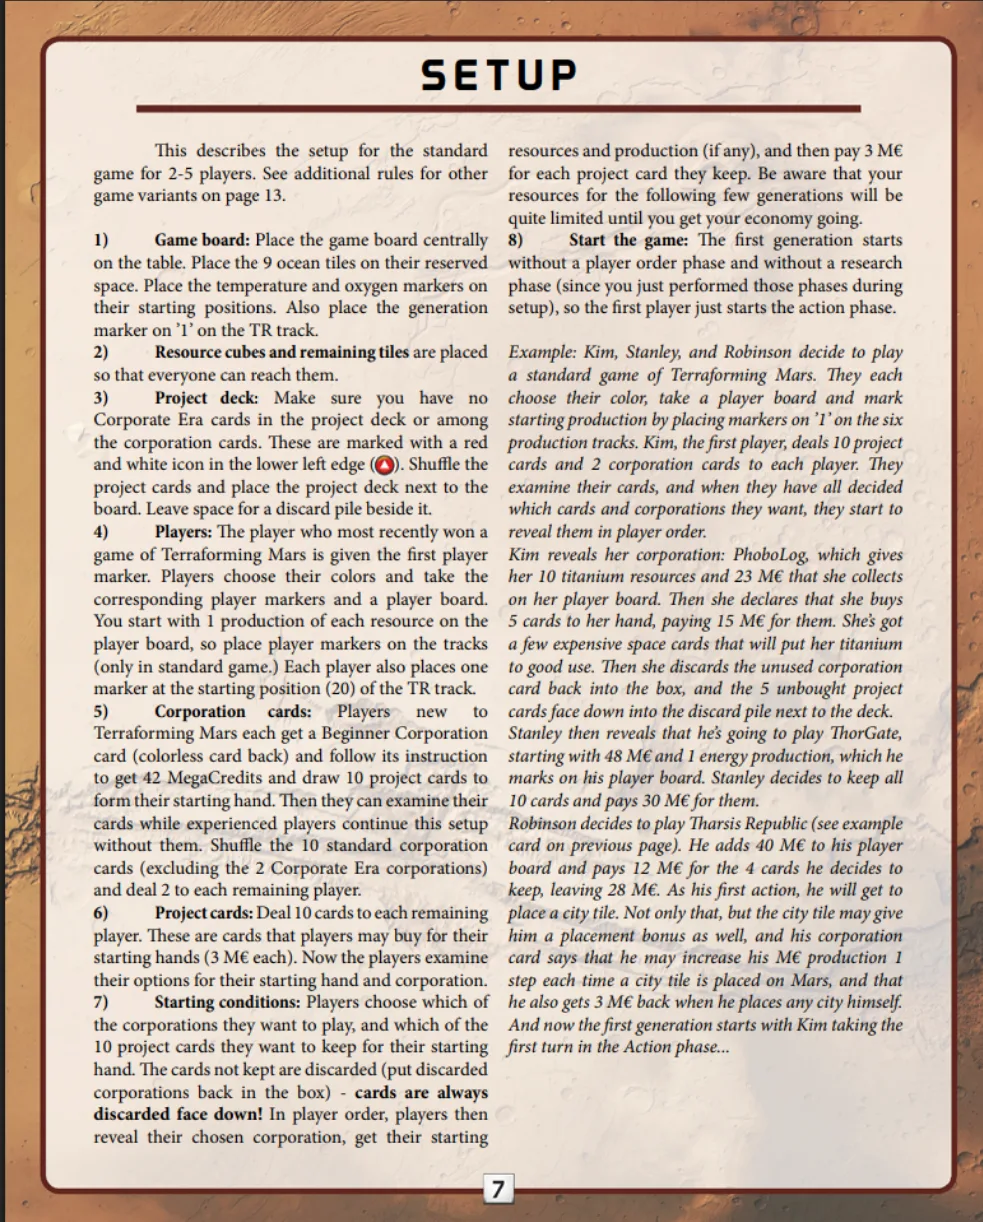 SETUP
This describes the setup for the standard
game for 2-5 players. See additional rules for other
game variants on page 13.
1) Game board: Place the game board centrally
on the table. Place the 9 ocean tiles on their reserved
space. Place the temperature and oxygen markers on
their starting positions. Also place the generation
marker on ’1’ on the TR track.
2) Resource cubes and remaining tiles are placed
so that everyone can reach them.
3) Project deck: Make sure you have no
Corporate Era cards in the project deck or among
the corporation cards. These are marked with a red
and white icon in the lower left edge (). Shuffle the
project cards and place the project deck next to the
board. Leave space for a discard pile beside it.
4) Players: The player who most recently won a
game of Terraforming Mars is given the first player
marker. Players choose their colors and take the
corresponding player markers and a player board.
You start with 1 production of each resource on the
player board, so place player markers on the tracks
(only in standard game.) Each player also places one
marker at the starting position (20) of the TR track.
5) Corporation cards: Players new to
Terraforming Mars each get a Beginner Corporation
card (colorless card back) and follow its instruction
to get 42 MegaCredits and draw 10 project cards to
form their starting hand. Then they can examine their
cards while experienced players continue this setup
without them. Shuffle the 10 standard corporation
cards (excluding the 2 Corporate Era corporations)
and deal 2 to each remaining player.
6) Project cards: Deal 10 cards to each remaining
player. These are cards that players may buy for their
starting hands (3 M€ each). Now the players examine
their options for their starting hand and corporation.
7) Starting conditions: Players choose which of
the corporations they want to play, and which of the
10 project cards they want to keep for their starting
hand. The cards not kept are discarded (put discarded
corporations back in the box) - cards are always
discarded face down! In player order, players then
reveal their chosen corporation, get their starting
resources and production (if any), and then pay 3 M€
for each project card they keep. Be aware that your
resources for the following few generations will be
quite limited until you get your economy going.
8) Start the game: The first generation starts
without a player order phase and without a research
phase (since you just performed those phases during
setup), so the first player just starts the action phase.
Example: Kim, Stanley, and Robinson decide to play
a standard game of Terraforming Mars. They each
choose their color, take a player board and mark
starting production by placing markers on ’1’ on the six
production tracks. Kim, the first player, deals 10 project
cards and 2 corporation cards to each player. They
examine their cards, and when they have all decided
which cards and corporations they want, they start to
reveal them in player order.
Kim reveals her corporation: PhoboLog, which gives
her 10 titanium resources and 23 M€ that she collects
on her player board. Then she declares that she buys
5 cards to her hand, paying 15 M€ for them. She’s got
a few expensive space cards that will put her titanium
to good use. Then she discards the unused corporation
card back into the box, and the 5 unbought project
cards face down into the discard pile next to the deck.
Stanley then reveals that he’s going to play ThorGate,
starting with 48 M€ and 1 energy production, which he
marks on his player board. Stanley decides to keep all
10 cards and pays 30 M€ for them.
Robinson decides to play Tharsis Republic (see example
card on previous page). He adds 40 M€ to his player
board and pays 12 M€ for the 4 cards he decides to
keep, leaving 28 M€. As his first action, he will get to
place a city tile. Not only that, but the city tile may give
him a placement bonus as well, and his corporation
card says that he may increase his M€ production 1
step each time a city tile is placed on Mars, and that
he also gets 3 M€ back when he places any city himself.
And now the first generation starts with Kim taking the
first turn in the Action phase...
7